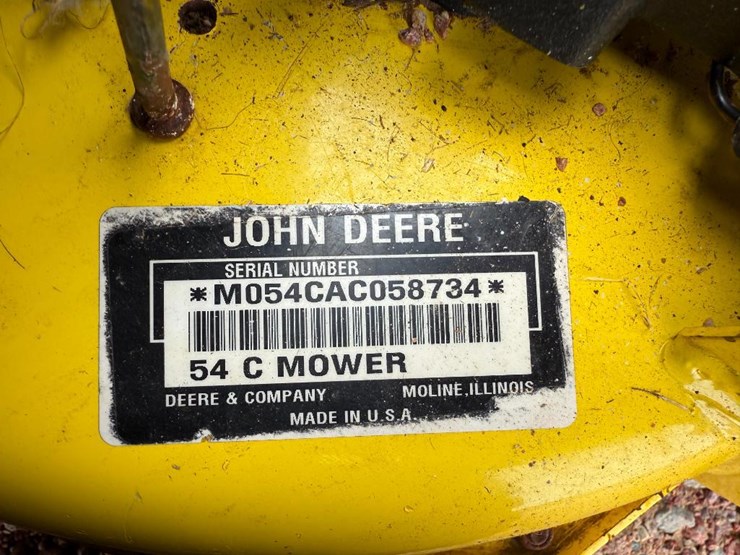 JOHN DEERE
SERIAL NUMBER
*M054CAC058734*
54 C MOWER
DEERE & COMPANY MOLINE, ILLINOIS
MADE IN U.S.A.